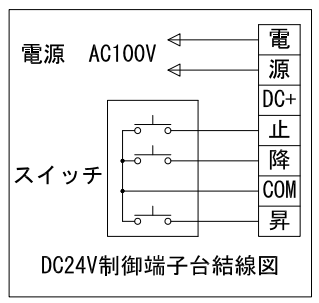 電源 AC100V
電
源
DC+
止
降
COM
昇
スイッチ
DC24V制御端子台結線図